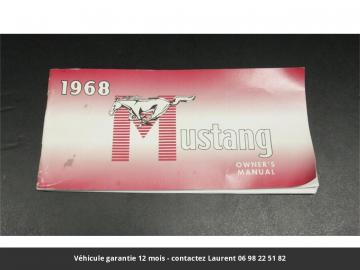 1968
Mustang
OWNER'S
MANUAL
Véhicule garantie 12 mois - contactez Laurent 06 98 22 51 82